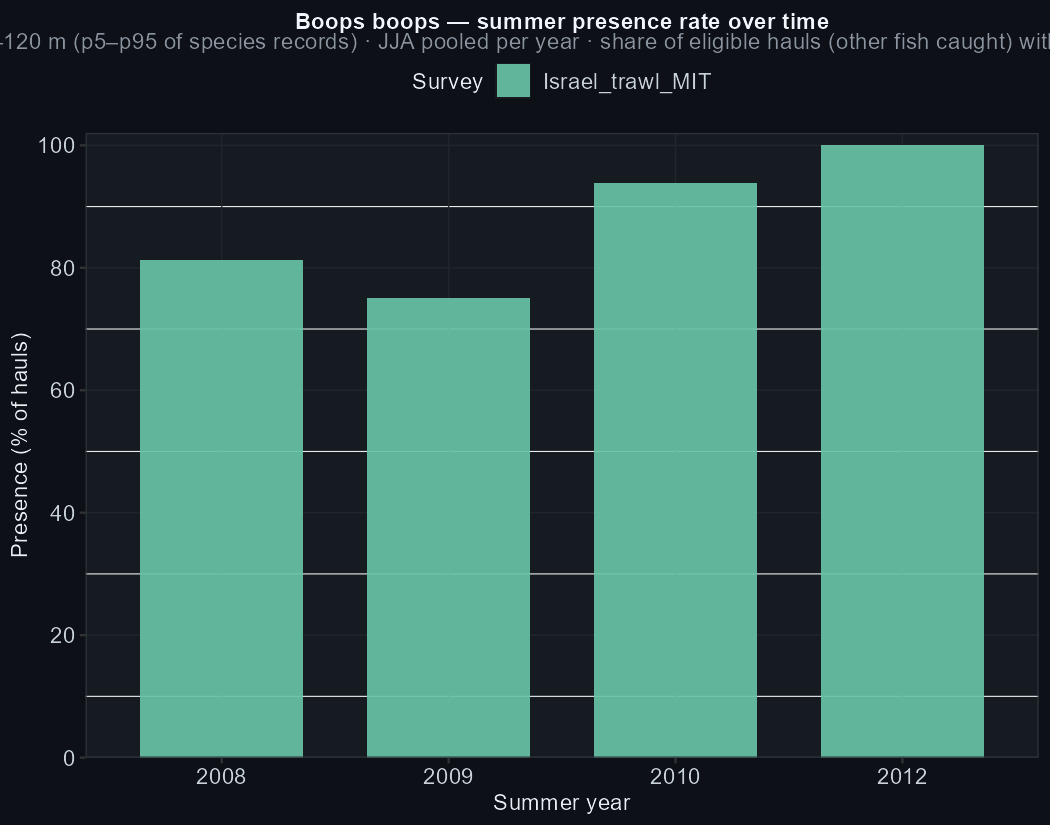 Boops boops — summer presence rate over time
–120 m (p5–p95 of species records) · JJA pooled per year · share of eligible hauls (other fish caught)
Survey Israel_trawl_MIT
Presence (% of hauls)
100
80
60
40
20
0
2008 2009 2010 2012
Summer year